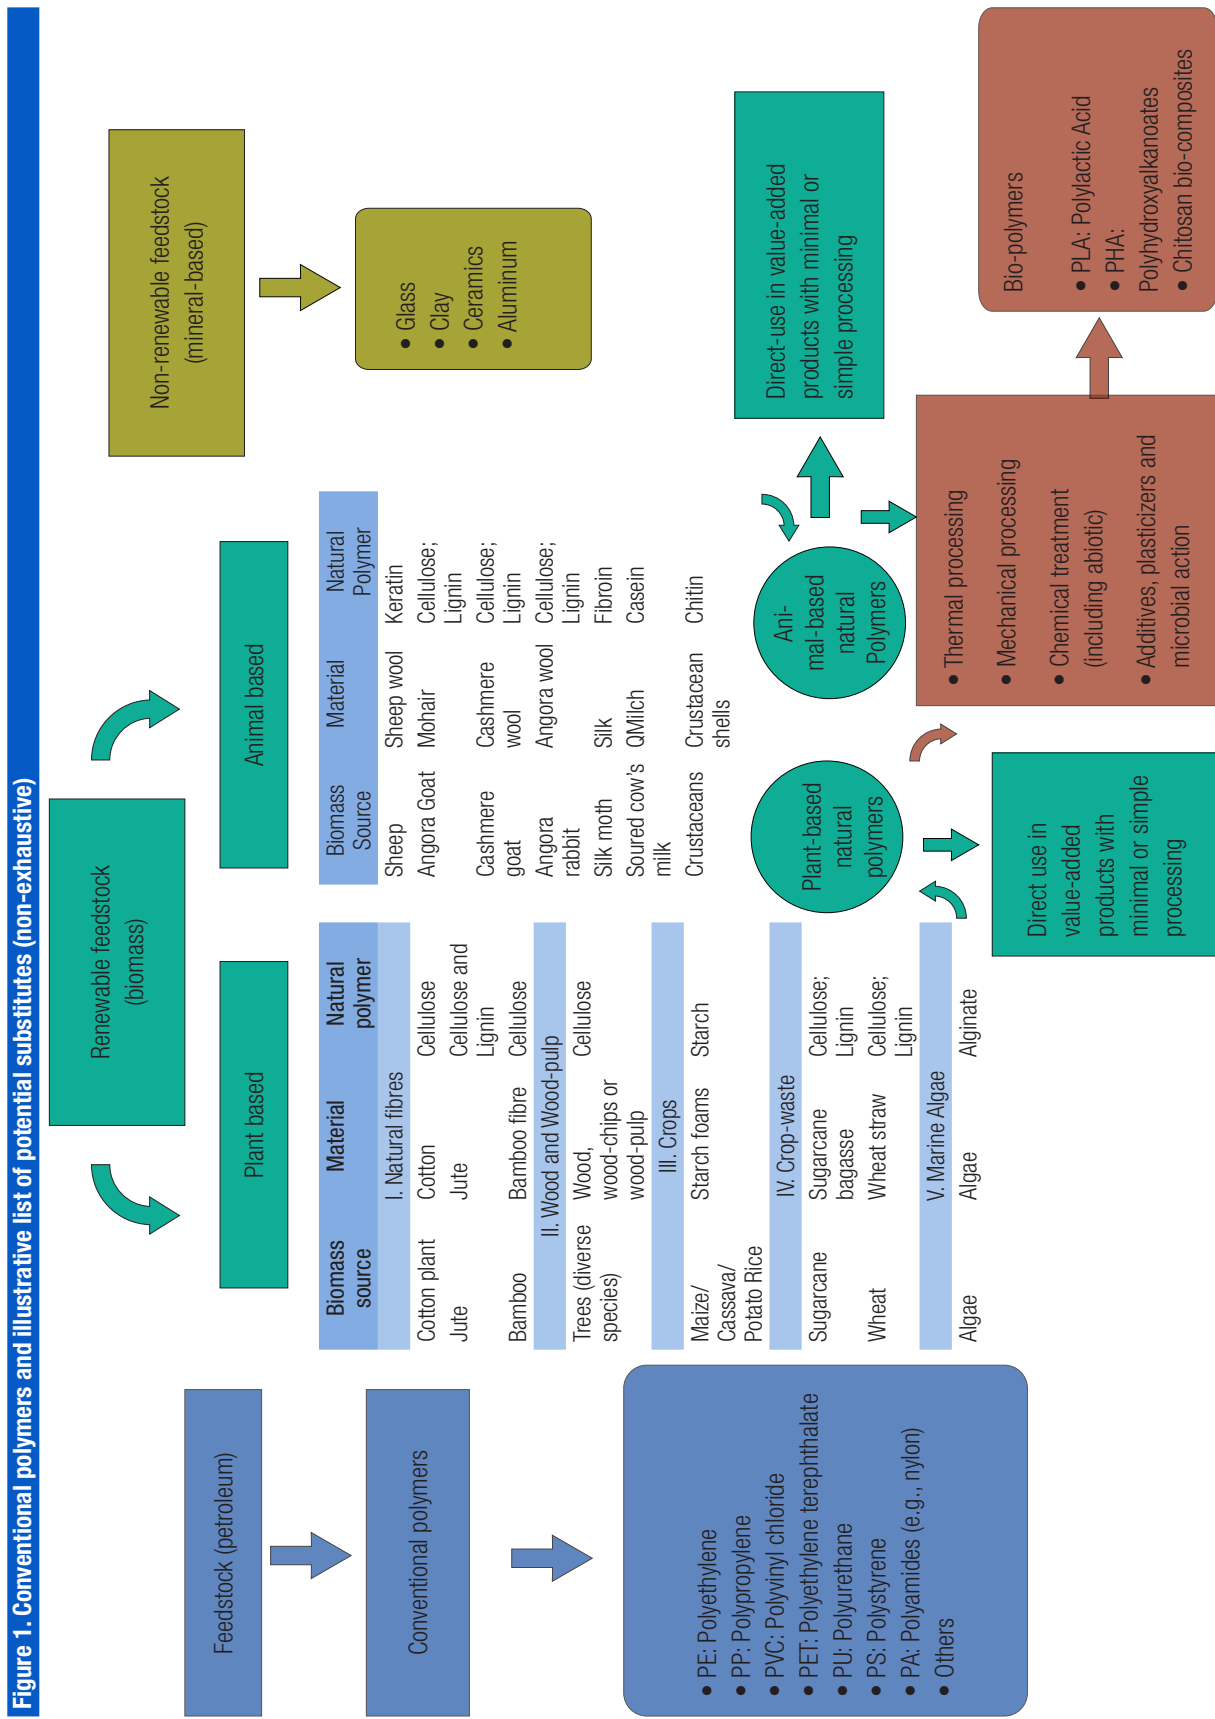 Figure 1. Conventional polymers and illustrative list of potential substitutes (non-exhaustive)
Feedstock (petroleum)
Conventional polymers
• PE: Polyethylene
• PP: Polypropylene
• PVC: Polyvinyl chloride
• PET: Polyethylene terephthalate
• PU: Polyurethane
• PS: Polystyrene
• PA: Polyamides (e.g., nylon)
• Others
Renewable feedstock
(biomass)
Plant based
Biomass
source
Material
Natural
polymer
I. Natural fibres
Cotton plant
Cotton
Cellulose
Jute
Jute
Cellulose and
Lignin
Bamboo
Bamboo fibre
Cellulose
II. Wood and Wood-pulp
Trees (diverse
species)
Wood,
wood-chips or
wood-pulp
Cellulose
III. Crops
Maize/
Cassava/
Potato Rice
Starch foams
Starch
IV. Crop-waste
Sugarcane
Sugarcane
bagasse
Cellulose;
Lignin
Wheat
Wheat straw
Cellulose;
Lignin
V. Marine Algae
Algae
Algae
Alginate
Animal based
Biomass
Source
Material
Natural
Polymer
Sheep
Sheep wool
Keratin
Angora Goat
Mohair
Cellulose;
Lignin
Cashmere
goat
Cashmere
wool
Cellulose;
Lignin
Angora
rabbit
Angora wool
Cellulose;
Lignin
Silk moth
Silk
Fibroin
Soured cow's
milk
QMilch
Casein
Crustaceans
Crustacean
shells
Chitin
Plant-based
natural
polymers
Ani-
mal-based
natural
Polymers
Direct use in
value-added
products with
minimal or simple
processing
• Thermal processing
• Mechanical processing
• Chemical treatment
(including abiotic)
• Additives, plasticizers and
microbial action
Direct-use in value-added
products with minimal or
simple processing
Bio-polymers
• PLA: Polylactic Acid
• PHA:
Polyhydroxyalkanoates
• Chitosan bio-composites
Non-renewable feedstock
(mineral-based)
• Glass
• Clay
• Ceramics
• Aluminum